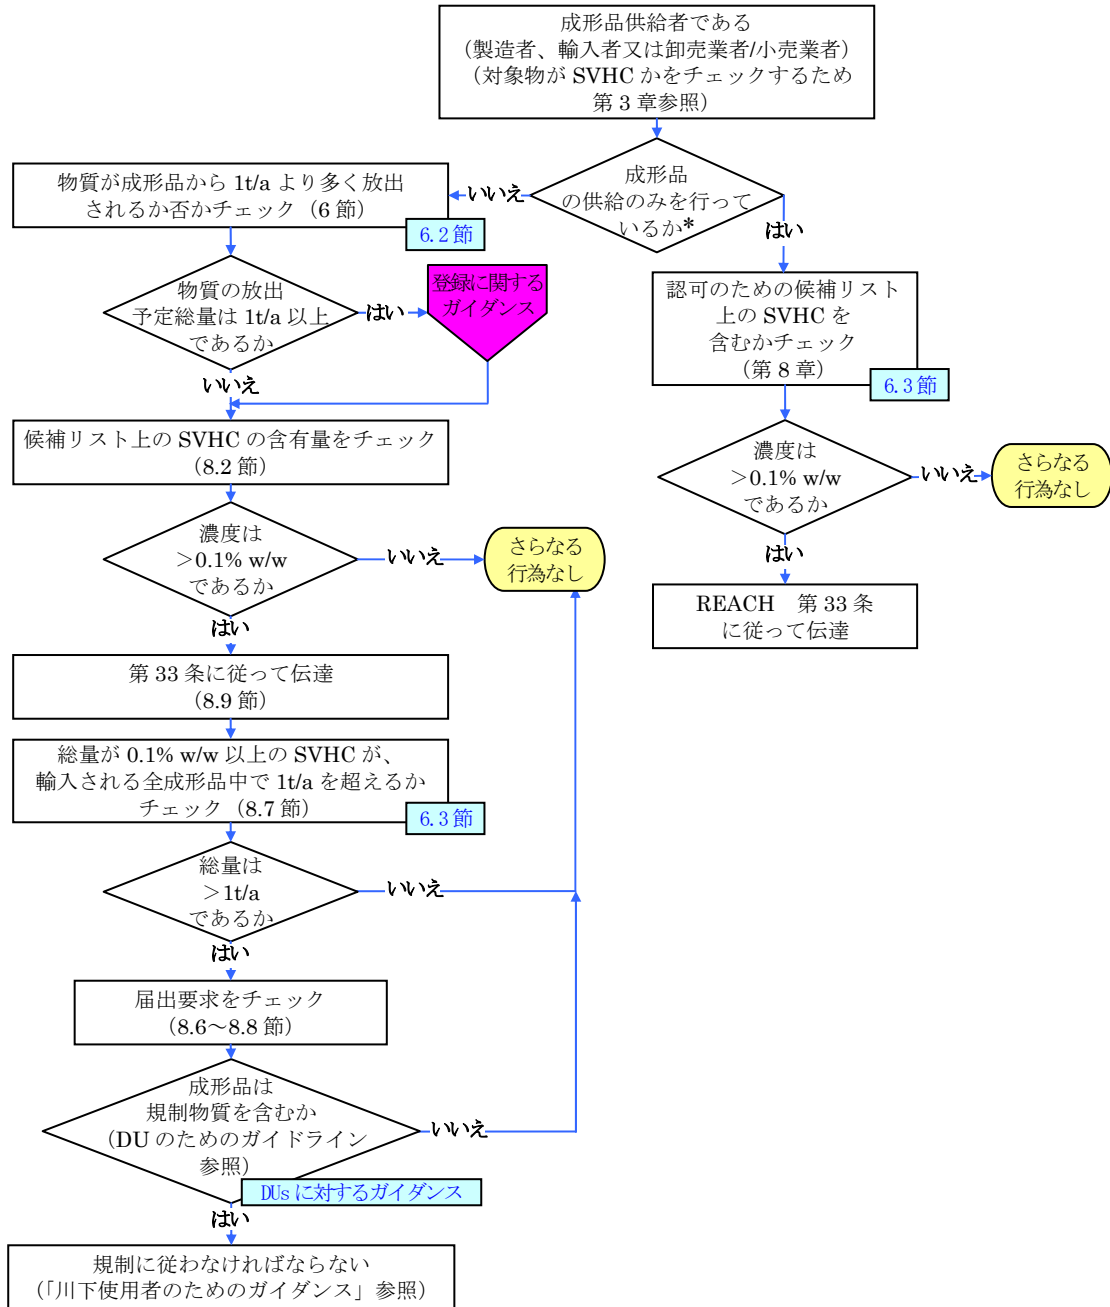 成形品供給者である
（製造者、輸入者又は卸売業者/小売業者）
（対象物が SVHC かをチェックするため
第 3 章参照）
成形品
の供給のみを行って
いるか*
いいえ
はい
物質が成形品から 1t/a より多く放出
されるか否かチェック（6 節）
6.2 節
物質の放出
予定総量は 1t/a 以上
であるか
はい
登録に関する
ガイダンス
いいえ
候補リスト上の SVHC の含有量をチェック
（8.2 節）
濃度は
＞0.1% w/w
であるか
いいえ
さらなる
行為なし
はい
第 33 条に従って伝達
（8.9 節）
総量が 0.1% w/w 以上の SVHC が、
輸入される全成形品中で 1t/a を超えるか
チェック（8.7 節）
6.3 節
総量は
＞1t/a
であるか
いいえ
はい
届出要求をチェック
（8.6～8.8 節）
成形品は
規制物質を含むか
（DU のためのガイドライン
参照）
いいえ
DUs に対するガイダンス
はい
規制に従わなければならない
（「川下使用者のためのガイダンス」参照）
認可のための候補リスト
上の SVHC を
含むかチェック
（第 8 章）
6.3 節
濃度は
＞0.1% w/w
であるか
いいえ
さらなる
行為なし
はい
REACH　第 33 条
に従って伝達